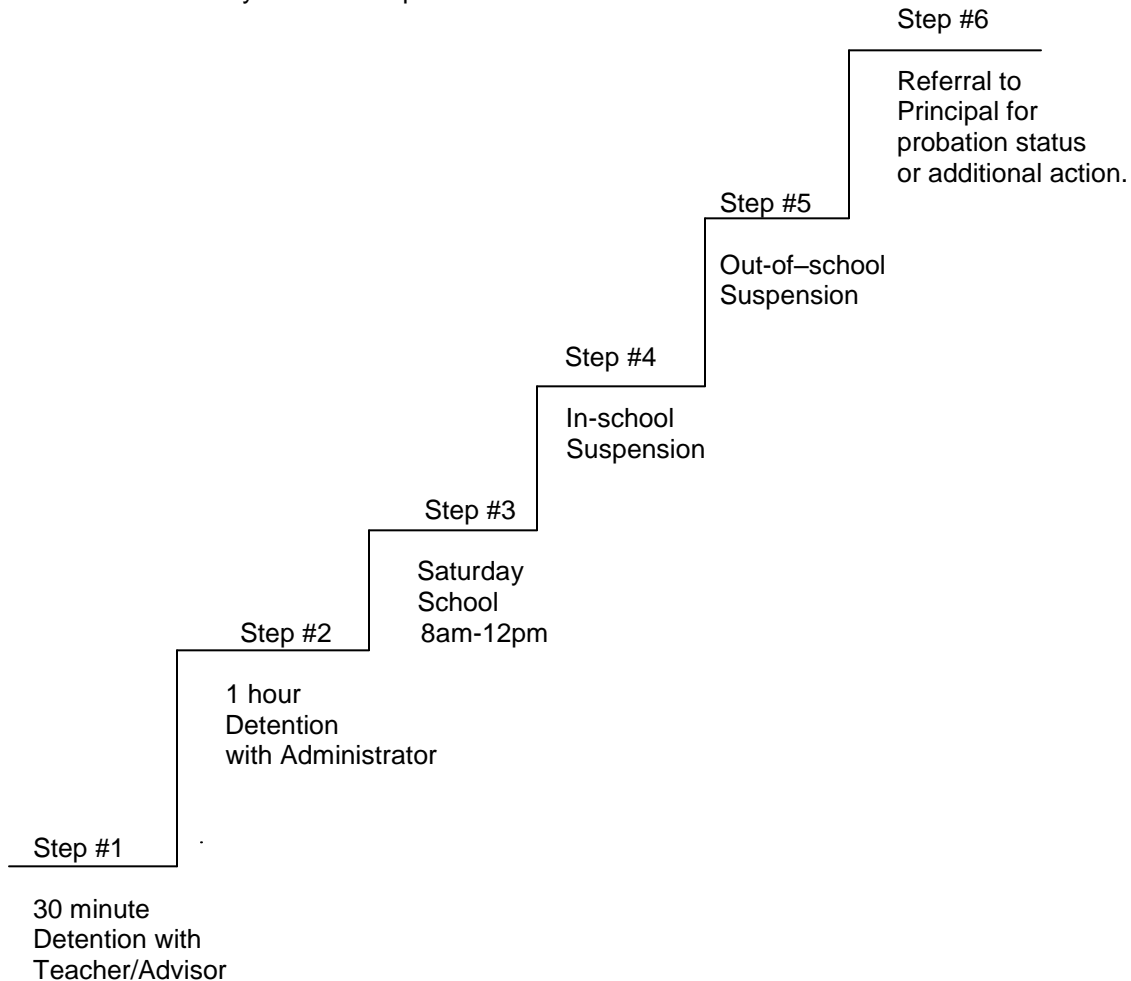 Step #6
Referral to
Principal for
probation status
or additional action.
Step #5
Out-of–school
Suspension
Step #4
In-school
Suspension
Step #3
Saturday
School
8am-12pm
Step #2
1 hour
Detention
with Administrator
Step #1
30 minute
Detention with
Teacher/Advisor